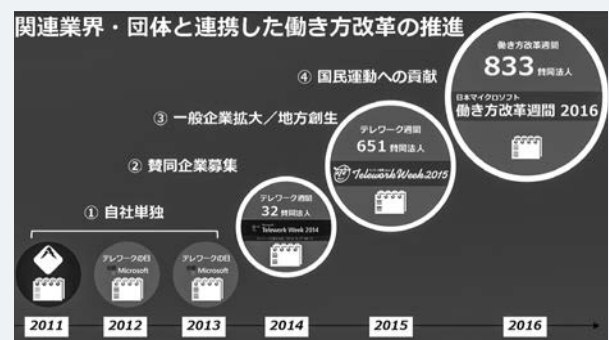 関連業界・団体と連携した働き方改革の推進
働き方改革週間
833 賛同法人
日本マイクロソフト
働き方改革週間 2016
④ 国民運動への貢献
③ 一般企業拡大／地方創生
テレワーク週間
651 賛同法人
Telework Week 2015
② 賛同企業募集
テレワーク週間
32 賛同法人
Telework Week 2014
① 自社単独
テレワークの日
Microsoft
テレワークの日
Microsoft
2011
2012
2013
2014
2015
2016